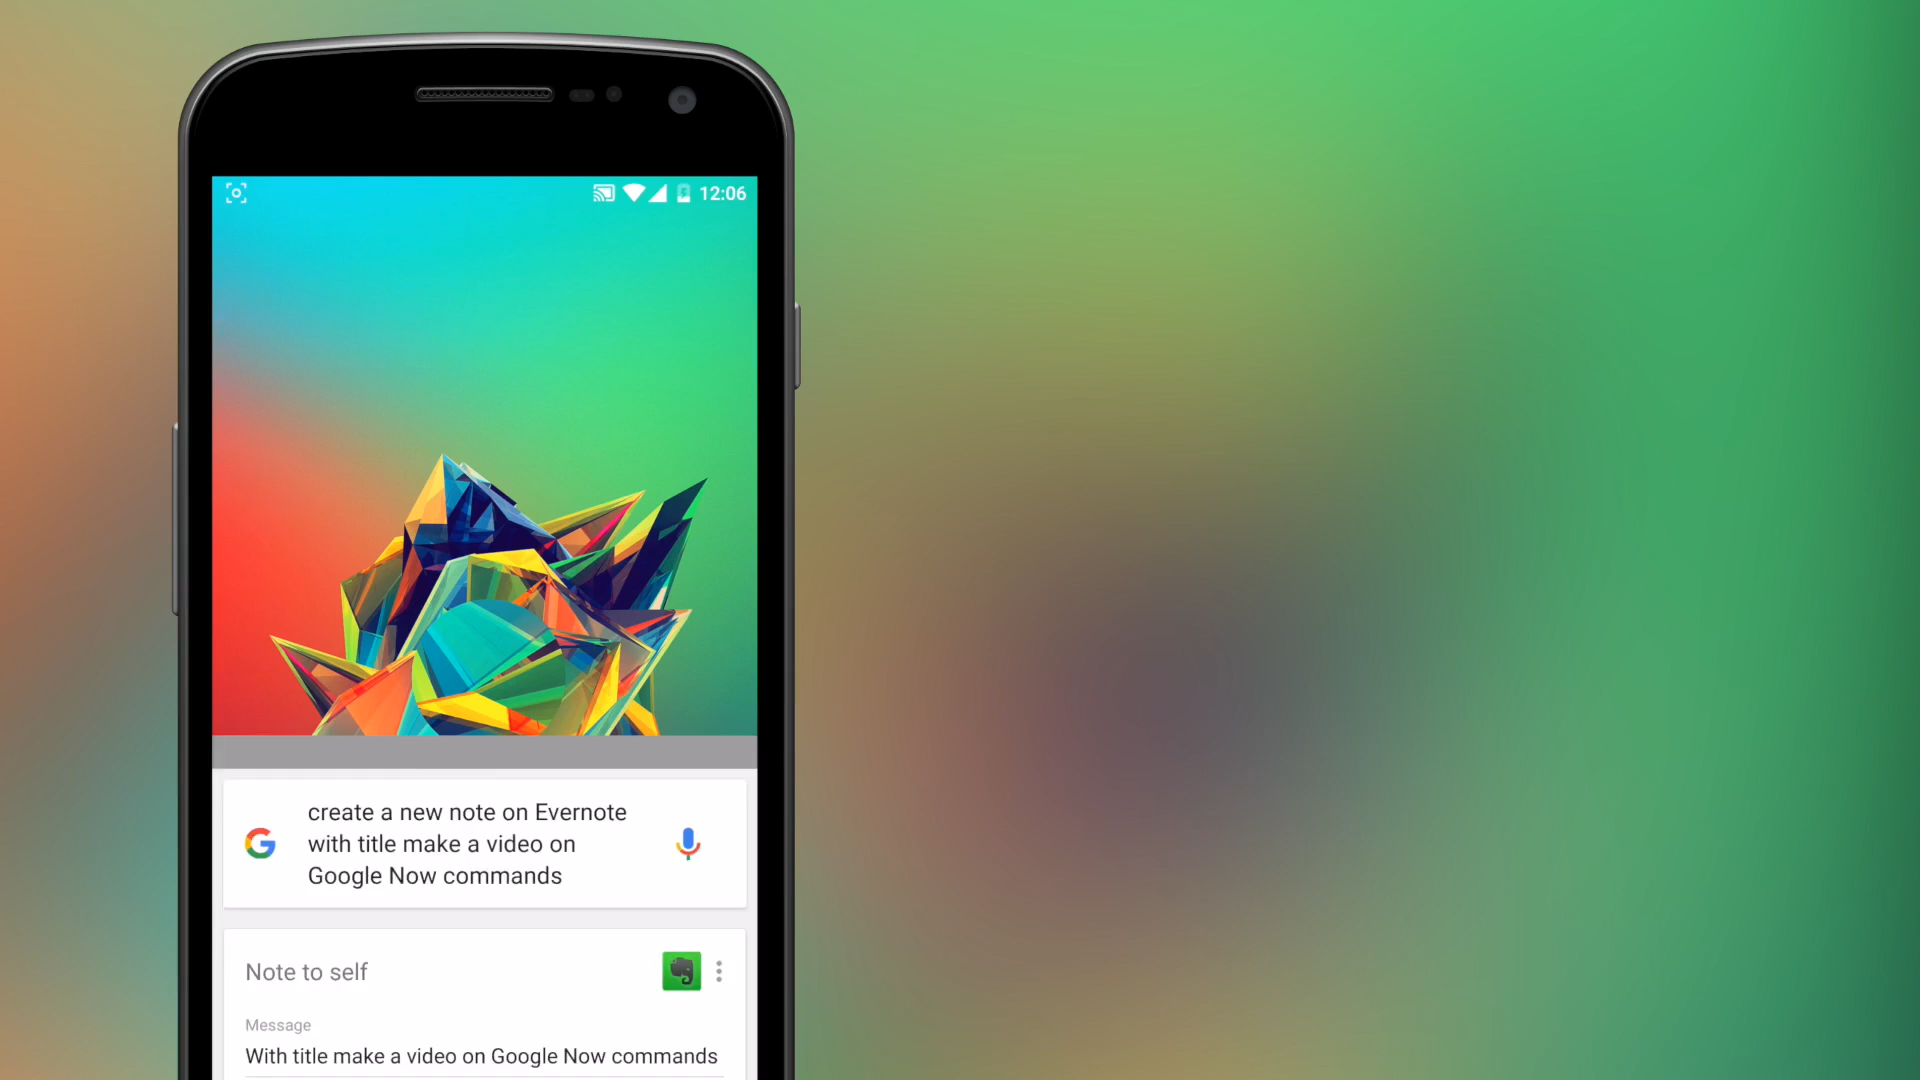 12:06
create a new note on Evernote
with title make a video on
Google Now commands
Note to self
Message
With title make a video on Google Now commands